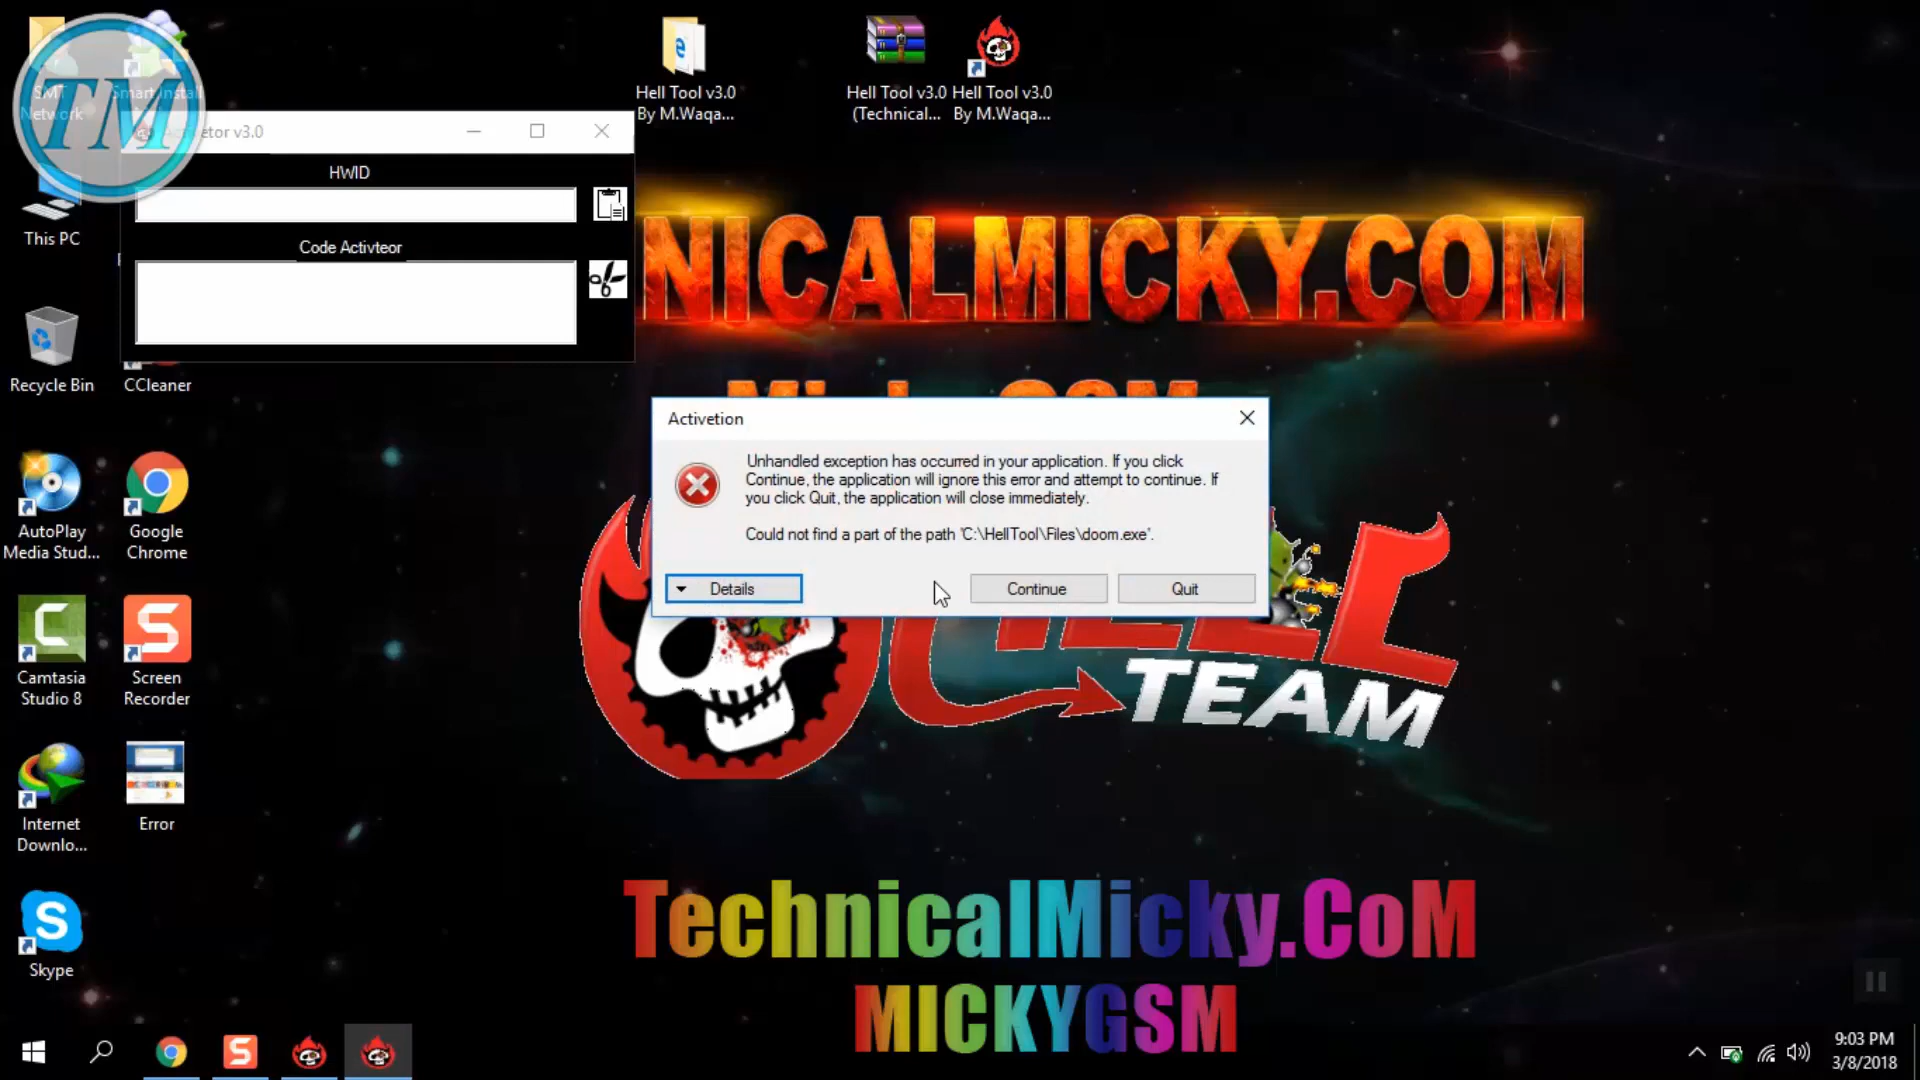 SMT
Network
Smart Install
TM
Hell Tool v3.0
By M.Waqa...
Hell Tool v3.0
(Technical...
Hell Tool v3.0
By M.Waqa...
etor v3.0
HWID
Code Activteor
This PC
Recycle Bin
CCleaner
AutoPlay
Media Stud...
Google
Chrome
Camtasia
Studio 8
Screen
Recorder
Internet
Downlo...
Error
Skype
NICALMICKY.COM
Activetion
Unhandled exception has occurred in your application. If you click
Continue, the application will ignore this error and attempt to continue. If
you click Quit, the application will close immediately.
Could not find a part of the path 'C:\HellTool\Files\doom.exe'.
Details
Continue
Quit
TEAM
TechnicalMicky.CoM
MICKYGSM
9:03 PM
3/8/2018